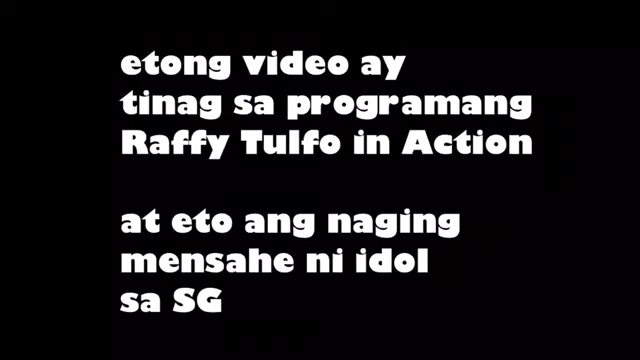 etong video ay
tinag sa programang
Raffy Tulfo in Action
at eto ang naging
mensahe ni idol
sa SG